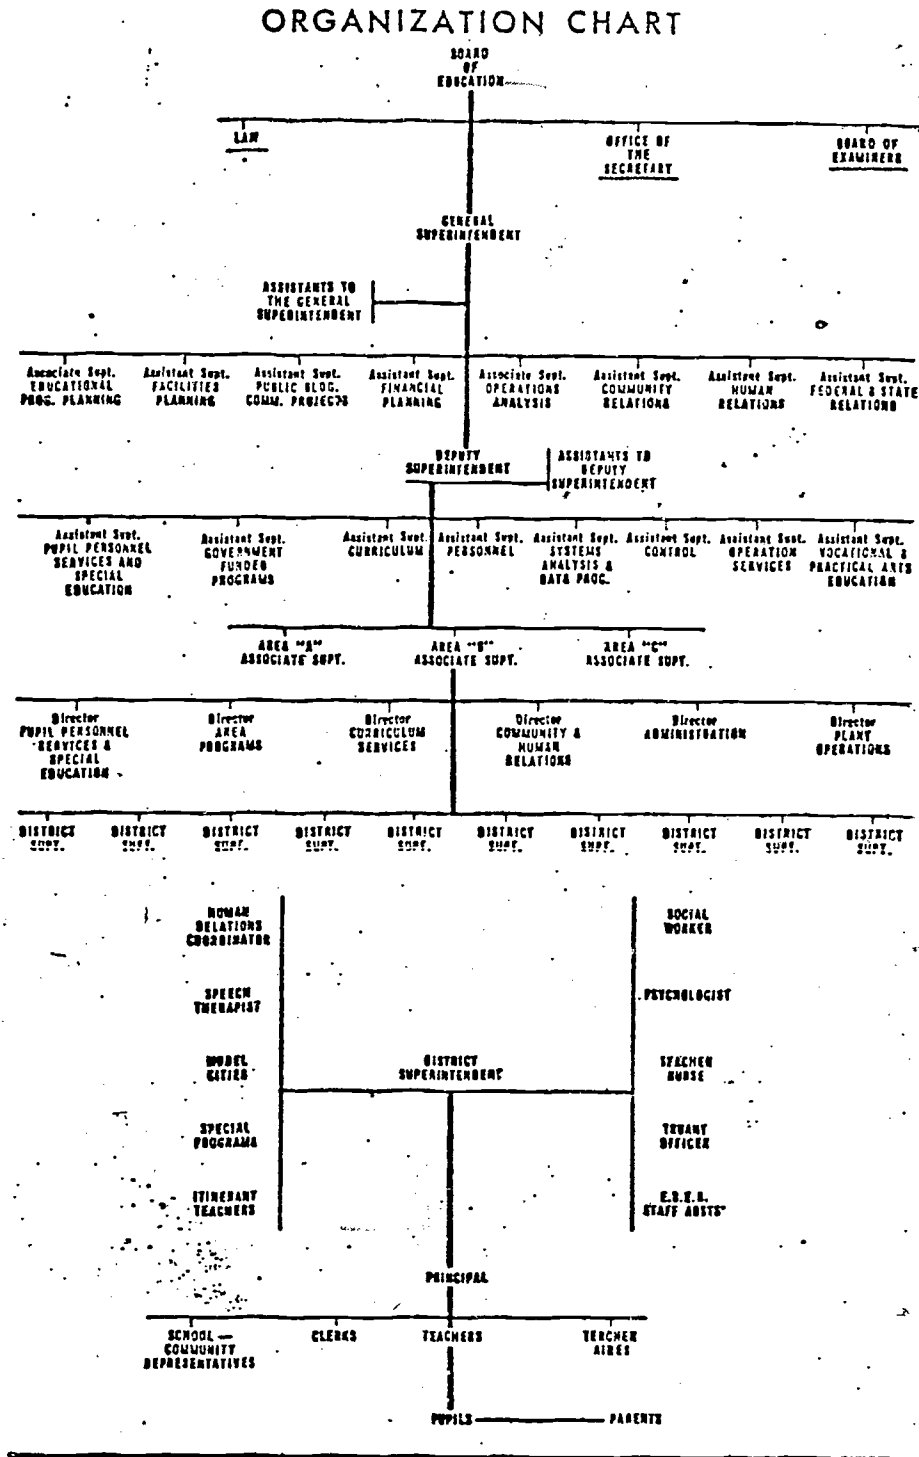 ORGANIZATION CHART
BOARD
OF
EDUCATION
LAW
OFFICE OF
THE
SECRETARY
BOARD OF
EXAMINERS
GENERAL
SUPERINTENDENT
ASSISTANTS TO
THE GENERAL
SUPERINTENDENT
Associate Supt.
EDUCATIONAL
PROG. PLANNING
Assistant Supt.
FACILITIES
PLANNING
Assistant Supt.
PUBLIC BLDG.
COMM. PROJECTS
Assistant Supt.
FINANCIAL
PLANNING
Associate Supt.
OPERATIONS
ANALYSIS
Assistant Supt.
COMMUNITY
RELATIONS
Assistant Supt.
HUMAN
RELATIONS
Assistant Supt.
FEDERAL & STATE
RELATIONS
DEPUTY
SUPERINTENDENT
ASSISTANTS TO
DEPUTY
SUPERINTENDENT
Assistant Supt.
PUPIL PERSONNEL
SERVICES AND
SPECIAL
EDUCATION
Assistant Supt.
GOVERNMENT
FUNDED
PROGRAMS
Assistant Supt.
CURRICULUM
Assistant Supt.
PERSONNEL
Assistant Supt.
SYSTEMS
ANALYSIS &
DATA PROC.
Assistant Supt.
CONTROL
Assistant Supt.
OPERATION
SERVICES
Assistant Supt.
VOCATIONAL &
PRACTICAL ARTS
EDUCATION
AREA "A"
ASSOCIATE SUPT.
AREA "B"
ASSOCIATE SUPT.
AREA "C"
ASSOCIATE SUPT.
Director
PUPIL PERSONNEL
SERVICES &
SPECIAL
EDUCATION
Director
AREA
PROGRAMS
Director
CURRICULUM
SERVICES
Director
COMMUNITY &
HUMAN
RELATIONS
Director
ADMINISTRATION
Director
PLANT
OPERATIONS
DISTRICT
SUPT.
DISTRICT
SUPT.
DISTRICT
SUPT.
DISTRICT
SUPT.
DISTRICT
SUPT.
DISTRICT
SUPT.
DISTRICT
SUPT.
DISTRICT
SUPT.
DISTRICT
SUPT.
DISTRICT
SUPT.
HUMAN
RELATIONS
COORDINATOR
SPEECH
THERAPIST
MODEL
CITIES
SPECIAL
PROGRAMS
ITINERANT
TEACHERS
DISTRICT
SUPERINTENDENT
SOCIAL
WORKER
PSYCHOLOGIST
TEACHER
NURSE
TRUANT
OFFICER
E.S.E.A.
STAFF ASSTS
PRINCIPAL
SCHOOL —
COMMUNITY
REPRESENTATIVES
CLERKS
TEACHERS
TEACHER
AIDES
PUPILS
PARENTS